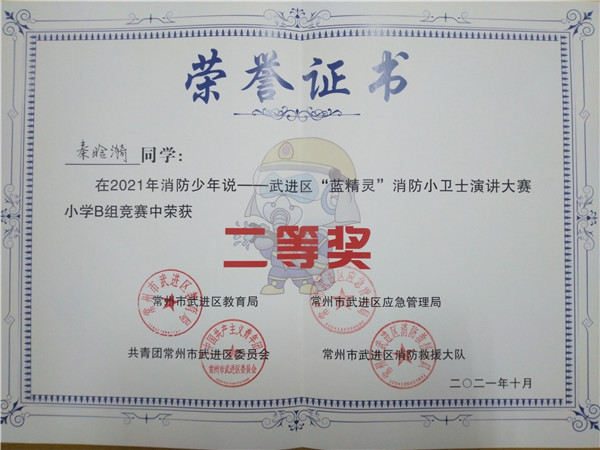 荣誉证书
秦晗漪 同学：
在2021年消防少年说——武进区“蓝精灵”消防小卫士演讲大赛
小学B组竞赛中荣获
二等奖
常州市武进区教育局 常州市武进区应急管理局
共青团常州市武进区委员会 常州市武进区消防救援大队
二〇二一年十月